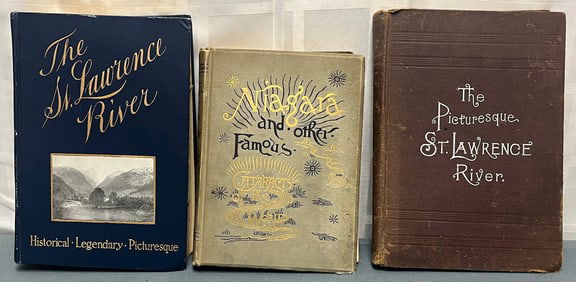 The
St. Lawrence
River
Historical · Legendary · Picturesque
Niagara
and other
Famous
Cataracts
The
Picturesque
St. Lawrence
River.